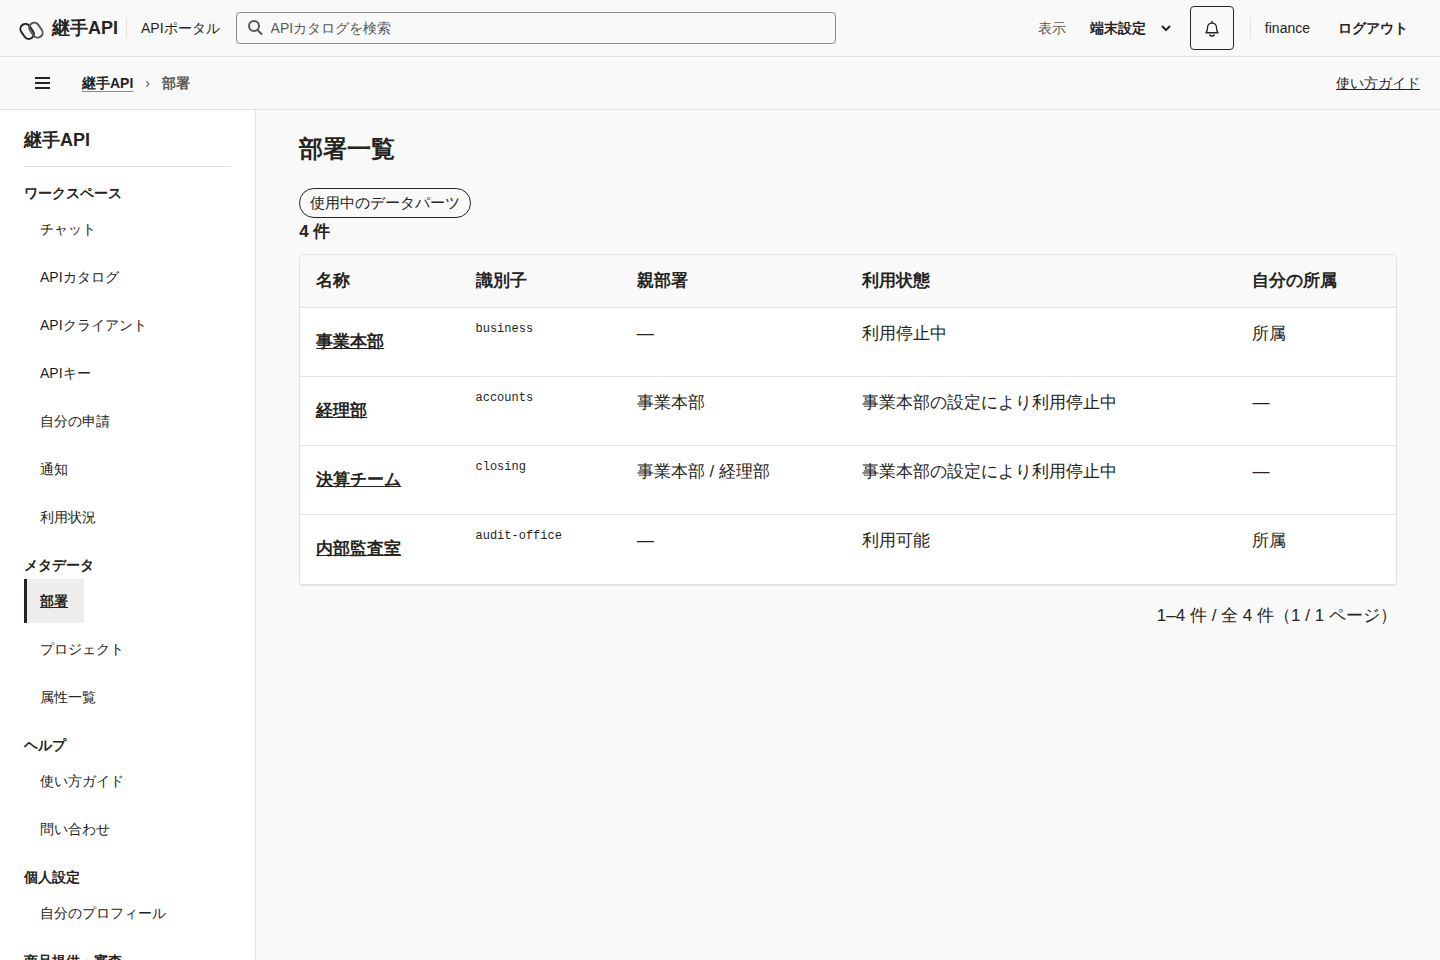 継手API
APIポータル
APIカタログを検索
表示
端末設定
finance
ログアウト
継手API › 部署
使い方ガイド
継手API
ワークスペース
チャット
APIカタログ
APIクライアント
APIキー
自分の申請
通知
利用状況
メタデータ
部署
プロジェクト
属性一覧
ヘルプ
使い方ガイド
問い合わせ
個人設定
自分のプロフィール
部署一覧
使用中のデータパーツ
4 件
名称 識別子 親部署 利用状態 自分の所属
事業本部 business — 利用停止中 所属
経理部 accounts 事業本部 事業本部の設定により利用停止中 —
決算チーム closing 事業本部 / 経理部 事業本部の設定により利用停止中 —
内部監査室 audit-office — 利用可能 所属
1–4 件 / 全 4 件（1 / 1 ページ）